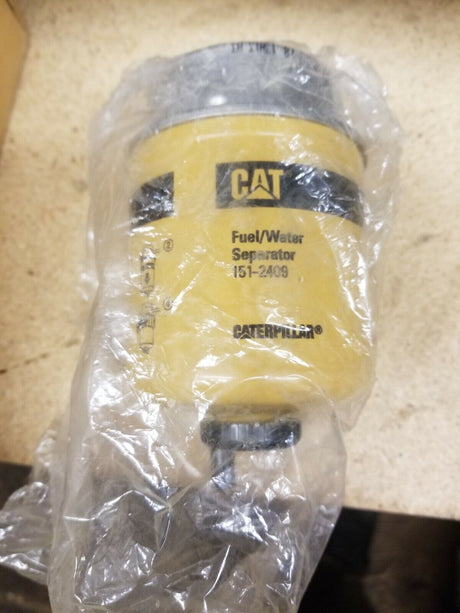 CAT
Fuel/Water
Separator
151-2409
CATERPILLAR®